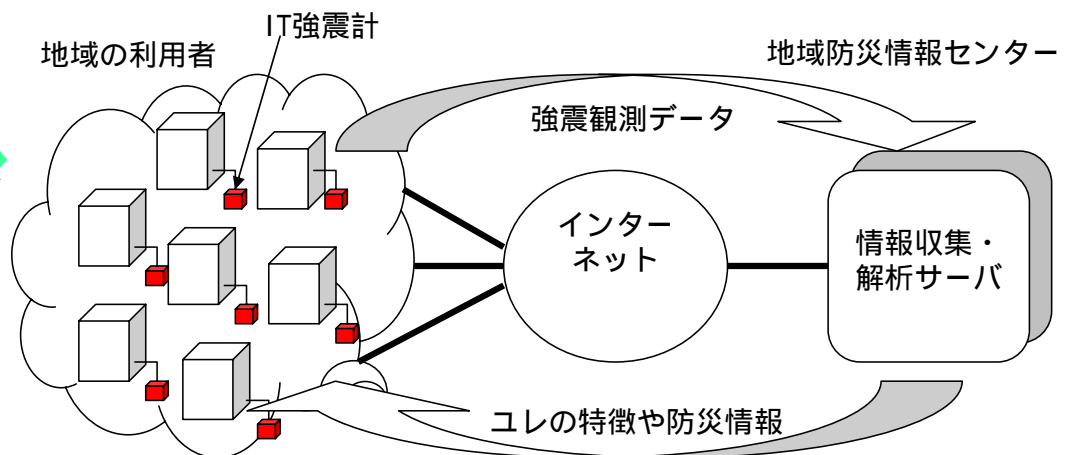 IT強震計
地域の利用者
地域防災情報センター
強震観測データ
インター
ネット
情報収集・
解析サーバ
ユレの特徴や防災情報